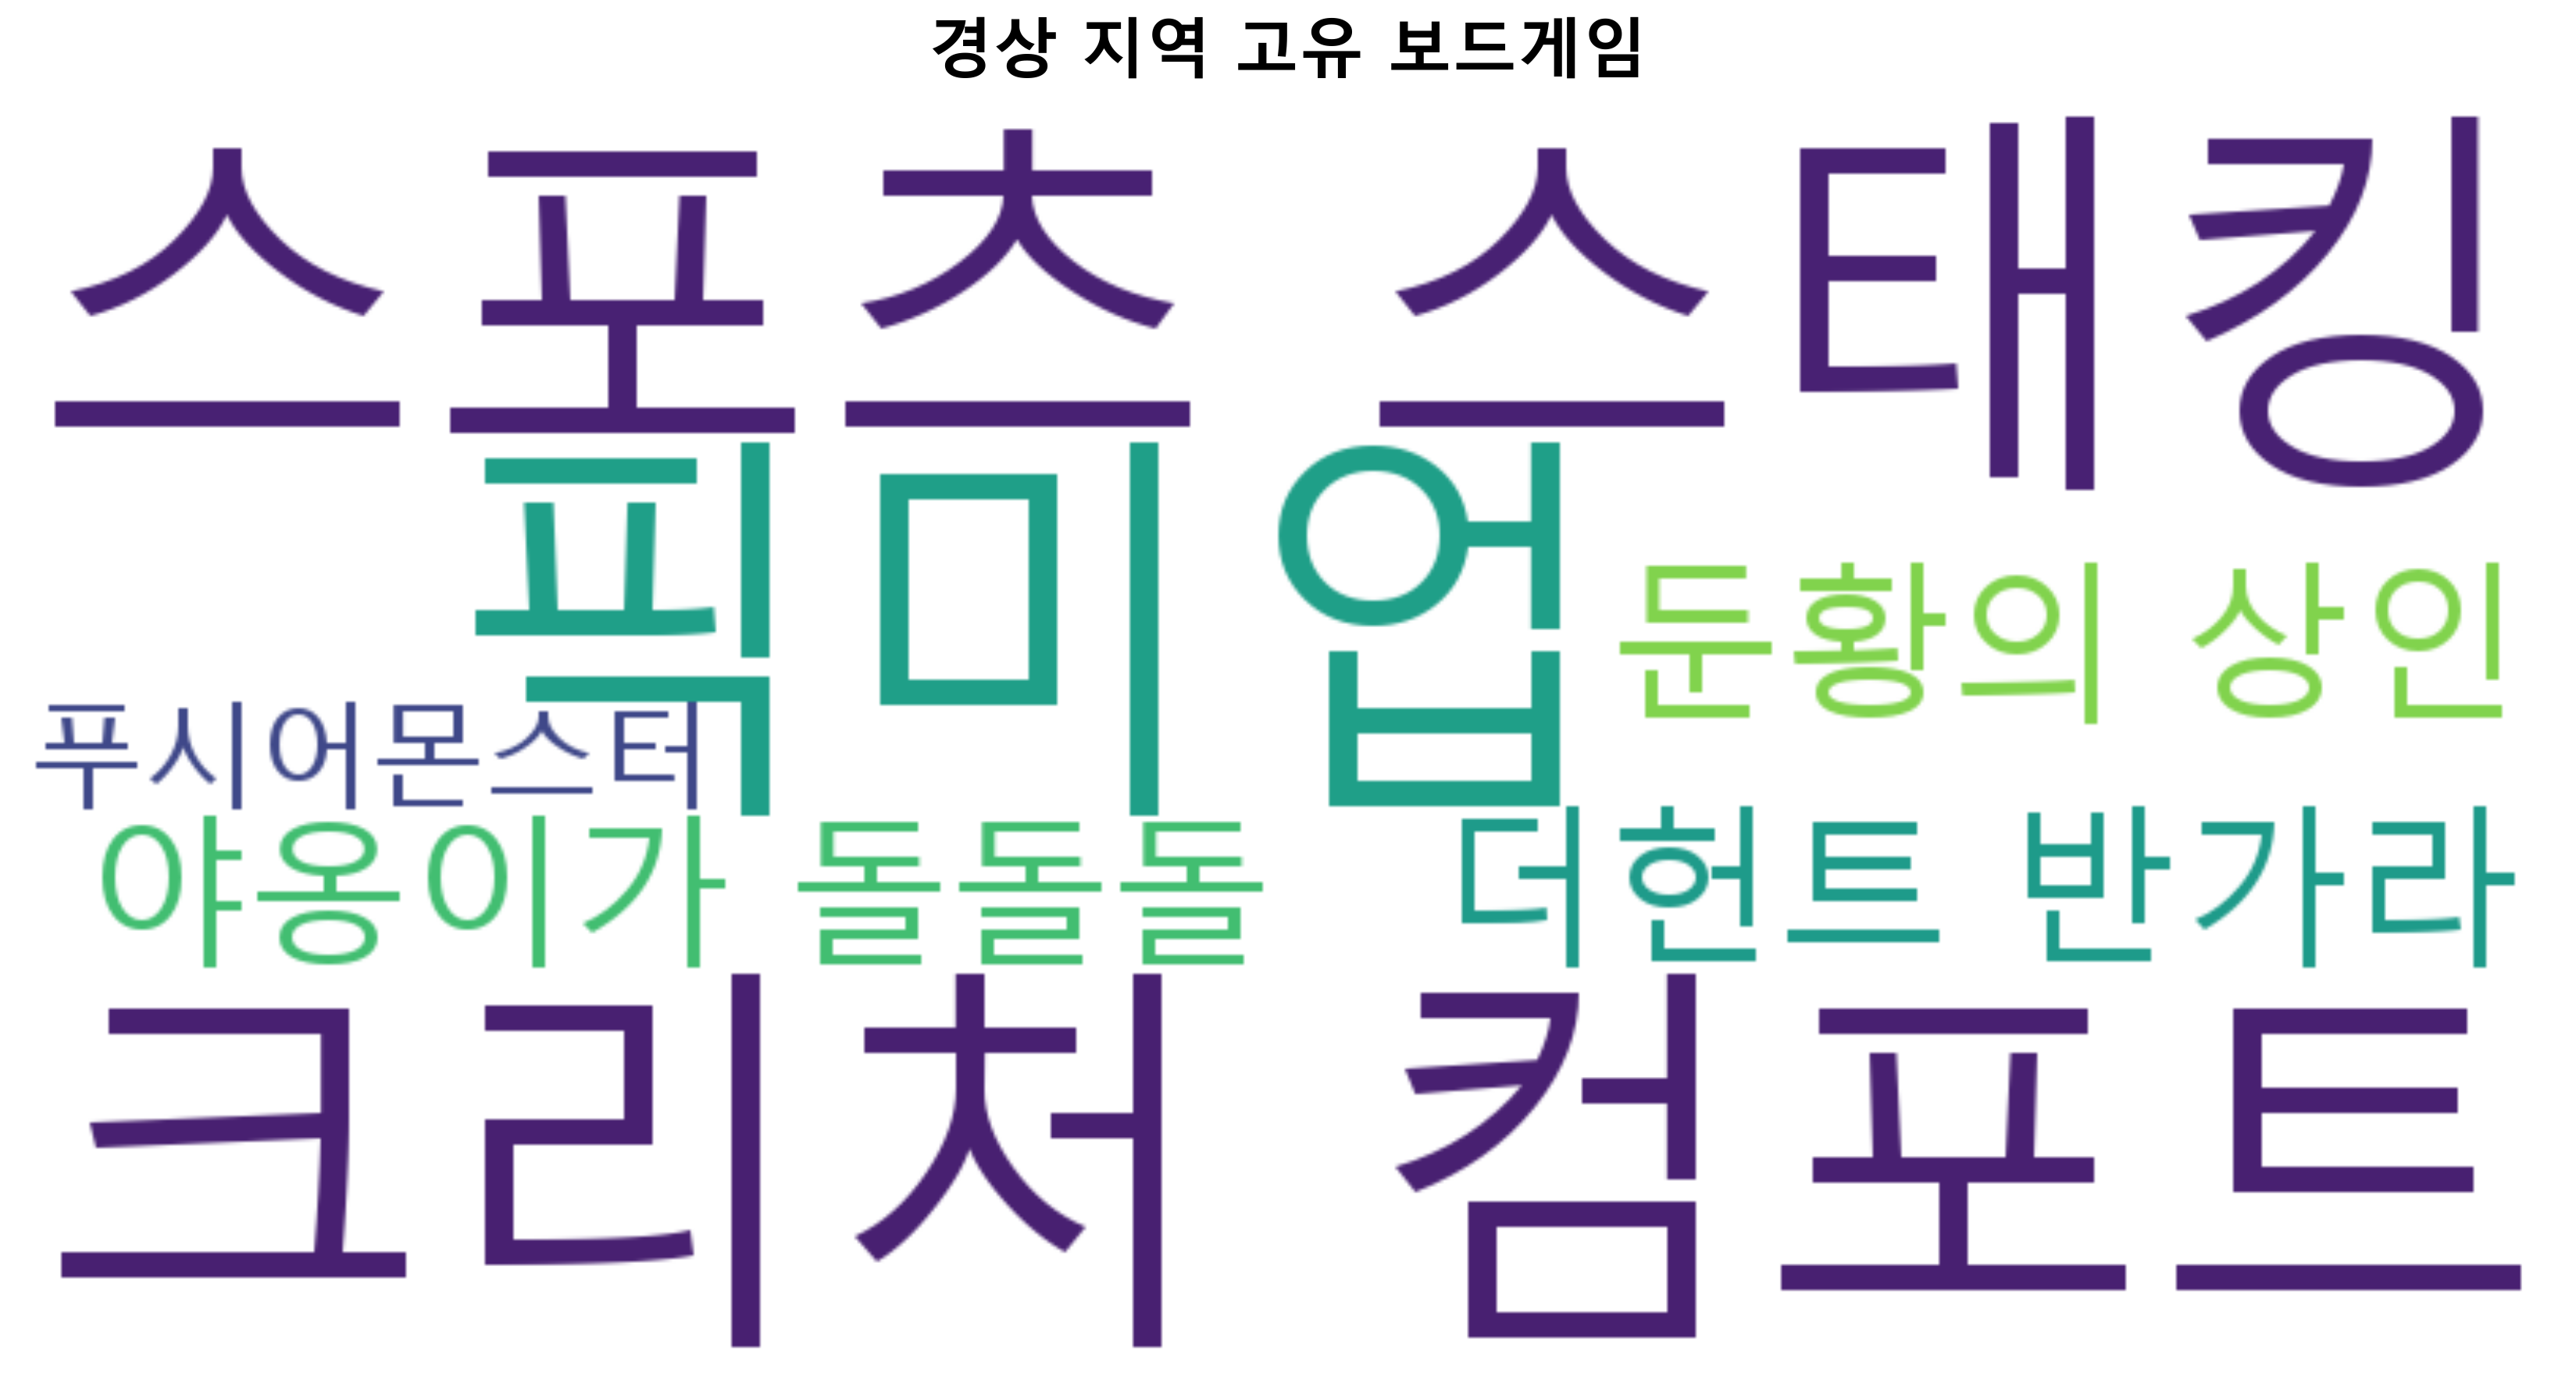 경상 지역 고유 보드게임
스포츠 스태킹
픽미업
둔황의 상인
푸시어몬스터
야옹이가 돌돌돌
더헌트 반가라
크리처 컴포트